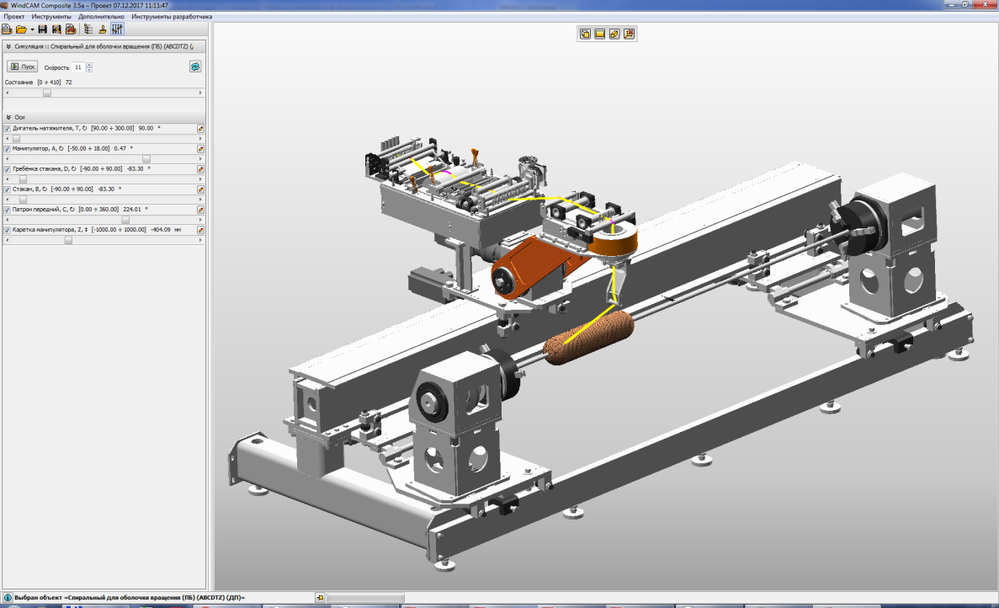 WindCAM Composite 3.5a – Проект 07.12.2017 11:11:47
Проект Инструменты Дополнительно Инструменты разработчика
Симуляция :: Спиральный для оболочки вращения (ПБ) (ABCDTZ) (
Пуск Скорость 11
Состояние [0 ÷ 410] 72
Оси
Дигатель натяжителя, T, ↻ [90.00 ÷ 300.00] 90.00 °
Манипулятор, A, ↻ [-50.00 ÷ 18.00] 0.47 °
Гребёнка стакана, D, ↻ [-90.00 ÷ 90.00] -83.30 °
Стакан, B, ↻ [-90.00 ÷ 90.00] -83.30 °
Патрон передний, C, ↻ [0.00 ÷ 360.00] 224.01 °
Каретка манипулятора, Z, ↕ [-1000.00 ÷ 1000.00] -404.09 мм
Выбран объект «Спиральный для оболочки вращения (ПБ) (ABCDTZ) (ДП)»